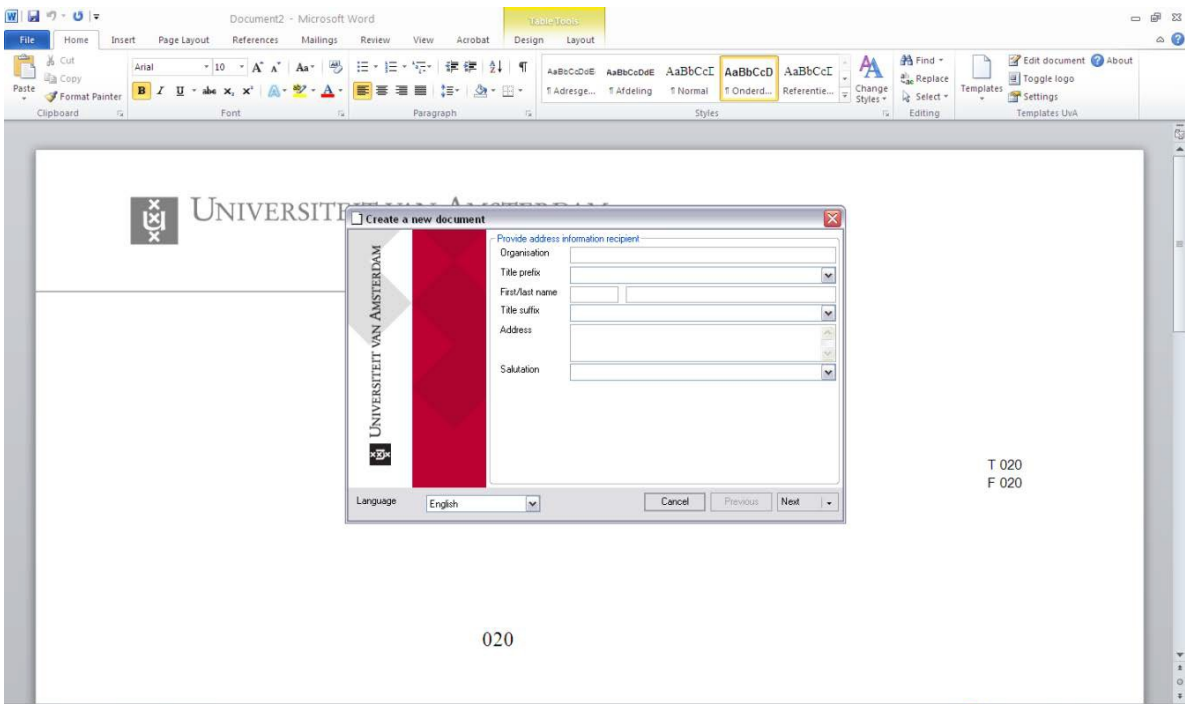 Document2 - Microsoft Word
Table Tools
File Home Insert Page Layout References Mailings Review View Acrobat Design Layout
Paste
Cut
Copy
Format Painter
Clipboard
Arial 10
Font
Paragraph
AaBbCcDdE AaBbCcDdE AaBbCcI AaBbCcD AaBbCcI
¶ Adresge... ¶ Afdeling ¶ Normal ¶ Onderd... Referentie...
Change Styles
Styles
Find
Replace
Select
Editing
Templates
Edit document About
Toggle logo
Settings
Templates UvA
UNIVERSITEIT VAN AMSTERDAM
Create a new document
UNIVERSITEIT VAN AMSTERDAM
Provide address information recipient
Organisation
Title prefix
First/last name
Title suffix
Address
Salutation
Language English Cancel Previous Next
T 020
F 020
020